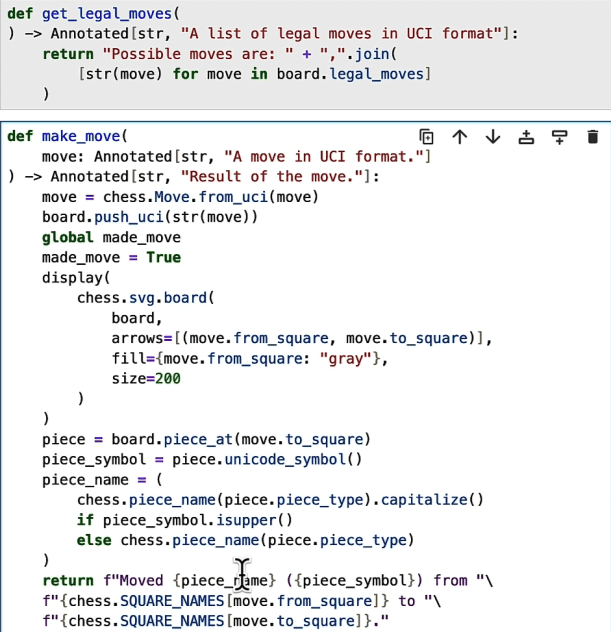 def get_legal_moves(
) -> Annotated[str, "A list of legal moves in UCI format"]:
    return "Possible moves are: " + ",".join(
        [str(move) for move in board.legal_moves]
    )
def make_move(
    move: Annotated[str, "A move in UCI format."]
) -> Annotated[str, "Result of the move."]:
    move = chess.Move.from_uci(move)
    board.push_uci(str(move))
    global made_move
    made_move = True
    display(
        chess.svg.board(
            board,
            arrows=[(move.from_square, move.to_square)],
            fill={move.from_square: "gray"},
            size=200
        )
    )
    piece = board.piece_at(move.to_square)
    piece_symbol = piece.unicode_symbol()
    piece_name = (
        chess.piece_name(piece.piece_type).capitalize()
        if piece_symbol.isupper()
        else chess.piece_name(piece.piece_type)
    )
    return f"Moved {piece_name} ({piece_symbol}) from "\
    f"{chess.SQUARE_NAMES[move.from_square]} to "\
    f"{chess.SQUARE_NAMES[move.to_square]}."